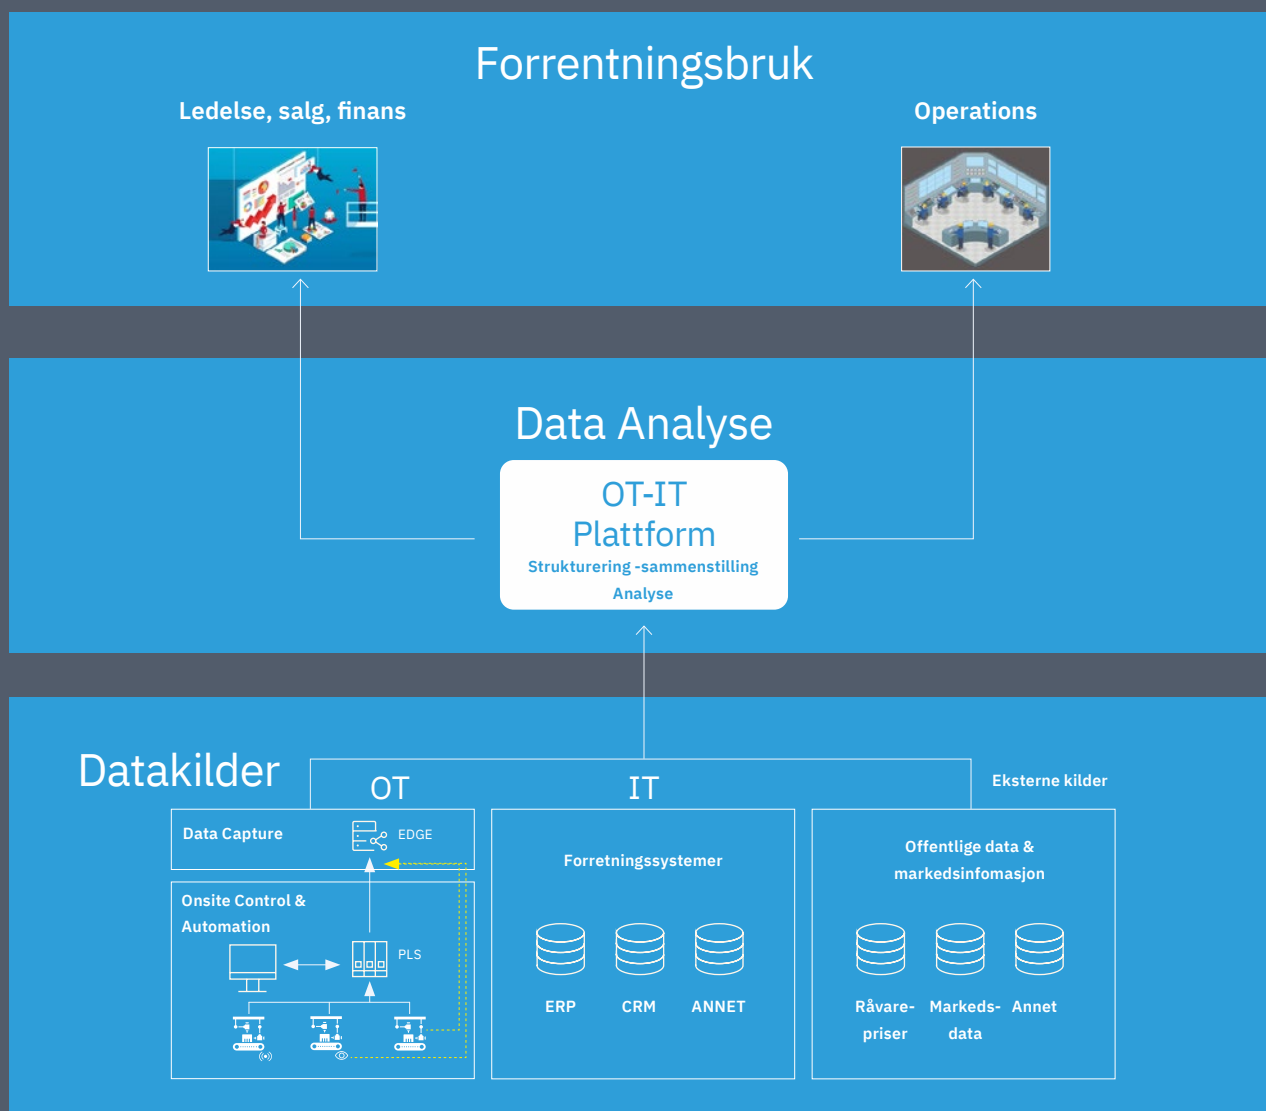 Forrentningsbruk
Ledelse, salg, finans
Operations
Data Analyse
OT-IT
Plattform
Strukturering -sammenstilling
Analyse
Datakilder
OT
IT
Eksterne kilder
Data Capture
EDGE
Onsite Control &
Automation
PLS
Forretningssystemer
ERP
CRM
ANNET
Offentlige data &
markedsinfomasjon
Råvare-
priser
Markeds-
data
Annet